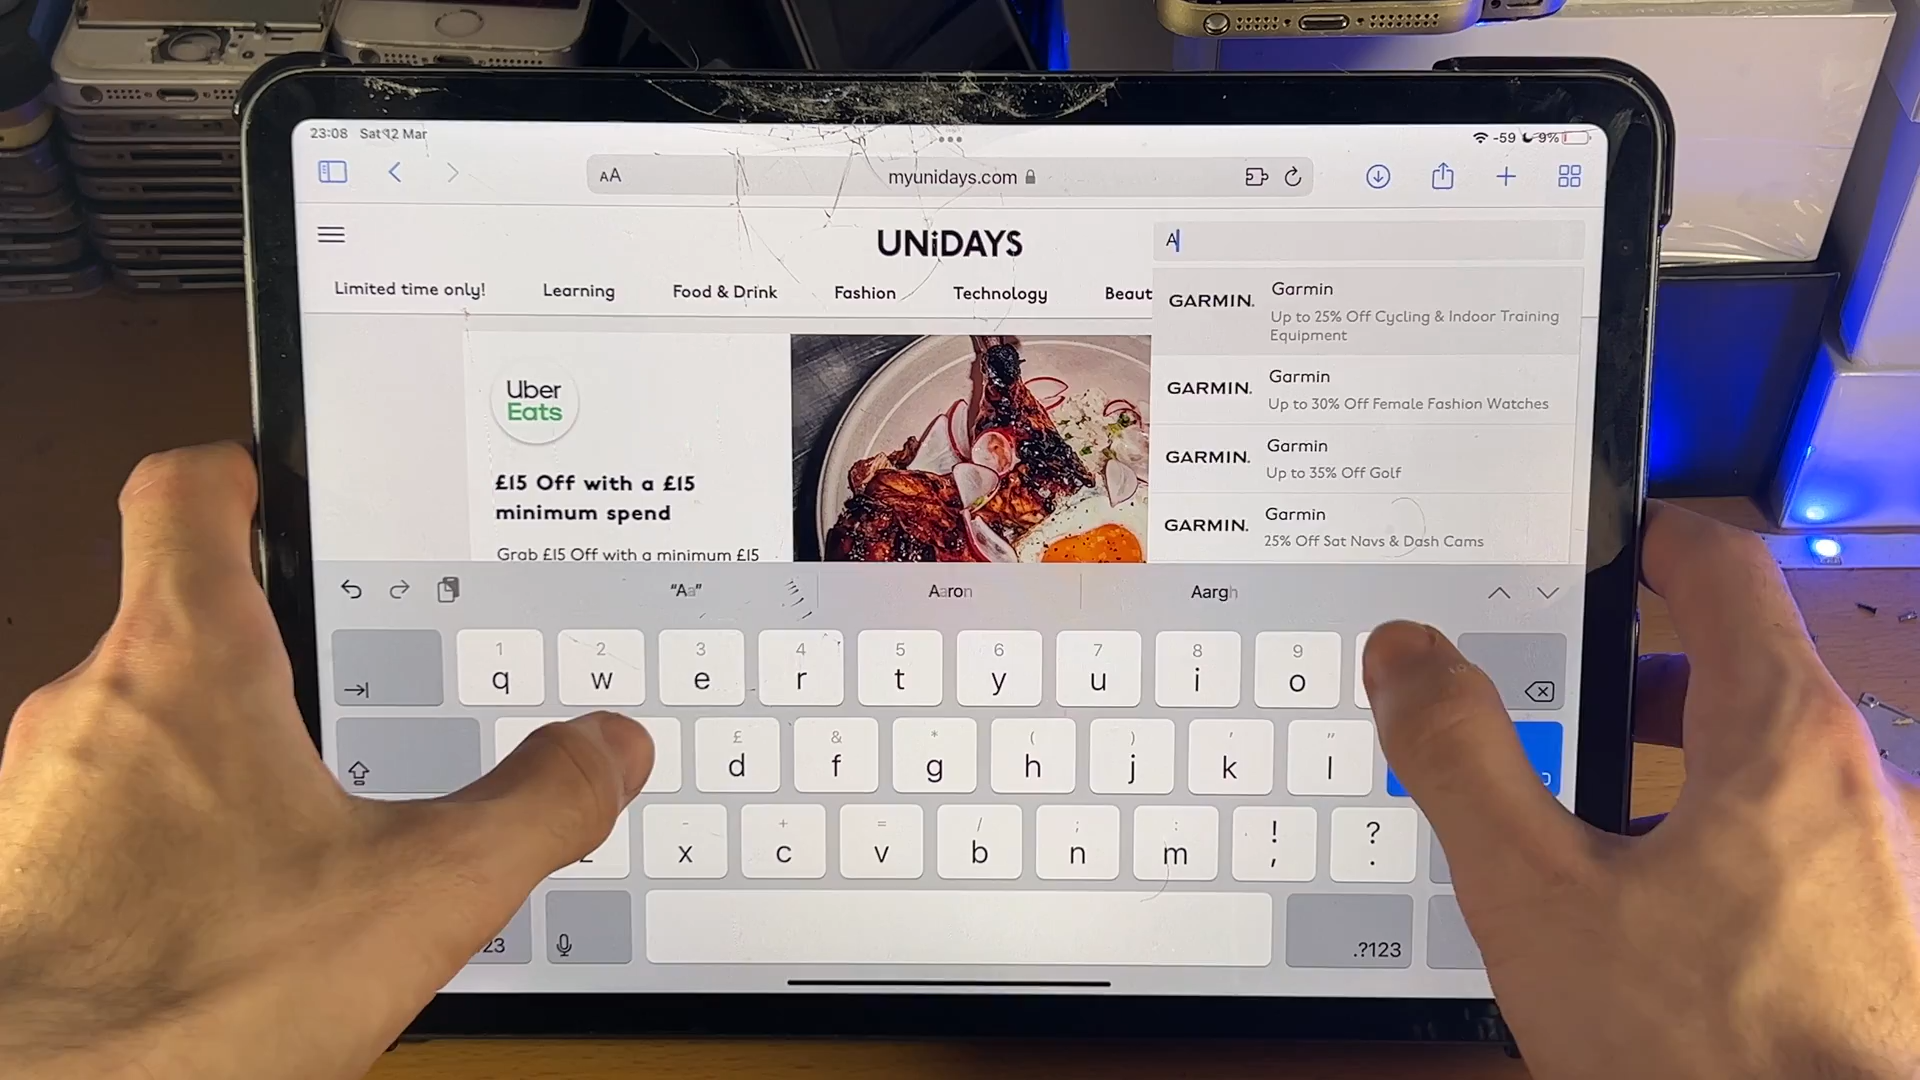 23:08 Sat 12 Mar
-59 9%
AA
myunidays.com
UNiDAYS
A
Limited time only!
Learning
Food & Drink
Fashion
Technology
Beaut
Uber
Eats
£15 Off with a £15
minimum spend
Grab £15 Off with a minimum £15
GARMIN.
Garmin
Up to 25% Off Cycling & Indoor Training
Equipment
GARMIN.
Garmin
Up to 30% Off Female Fashion Watches
GARMIN.
Garmin
Up to 35% Off Golf
GARMIN.
Garmin
25% Off Sat Navs & Dash Cams
"Aa"
Aaron
Aargh
1 2 3 4 5 6 7 8 9
q w e r t y u i o
£ & * ( ) ' "
d f g h j k l
- + = / ; : ! ?
x c v b n m , .
23
.?123